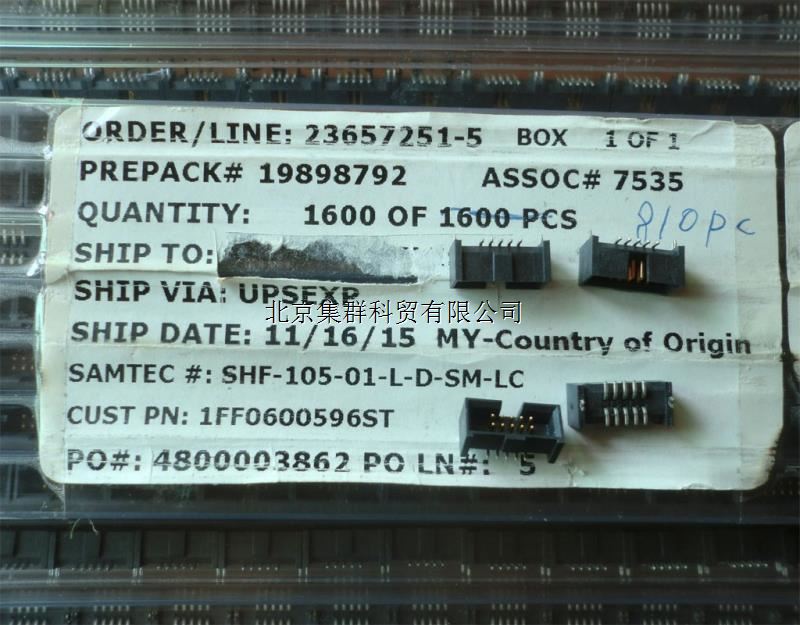 ORDER/LINE: 23657251-5 BOX 1 OF 1
PREPACK# 19898792 ASSOC# 7535
QUANTITY: 1600 OF 1600 PCS 810pc
SHIP TO:
SHIP VIA: UPSEXP
北京集群科贸有限公司
SHIP DATE: 11/16/15 MY-Country of Origin
SAMTEC #: SHF-105-01-L-D-SM-LC
CUST PN: 1FF0600596ST
PO#: 4800003862 PO LN#: 5